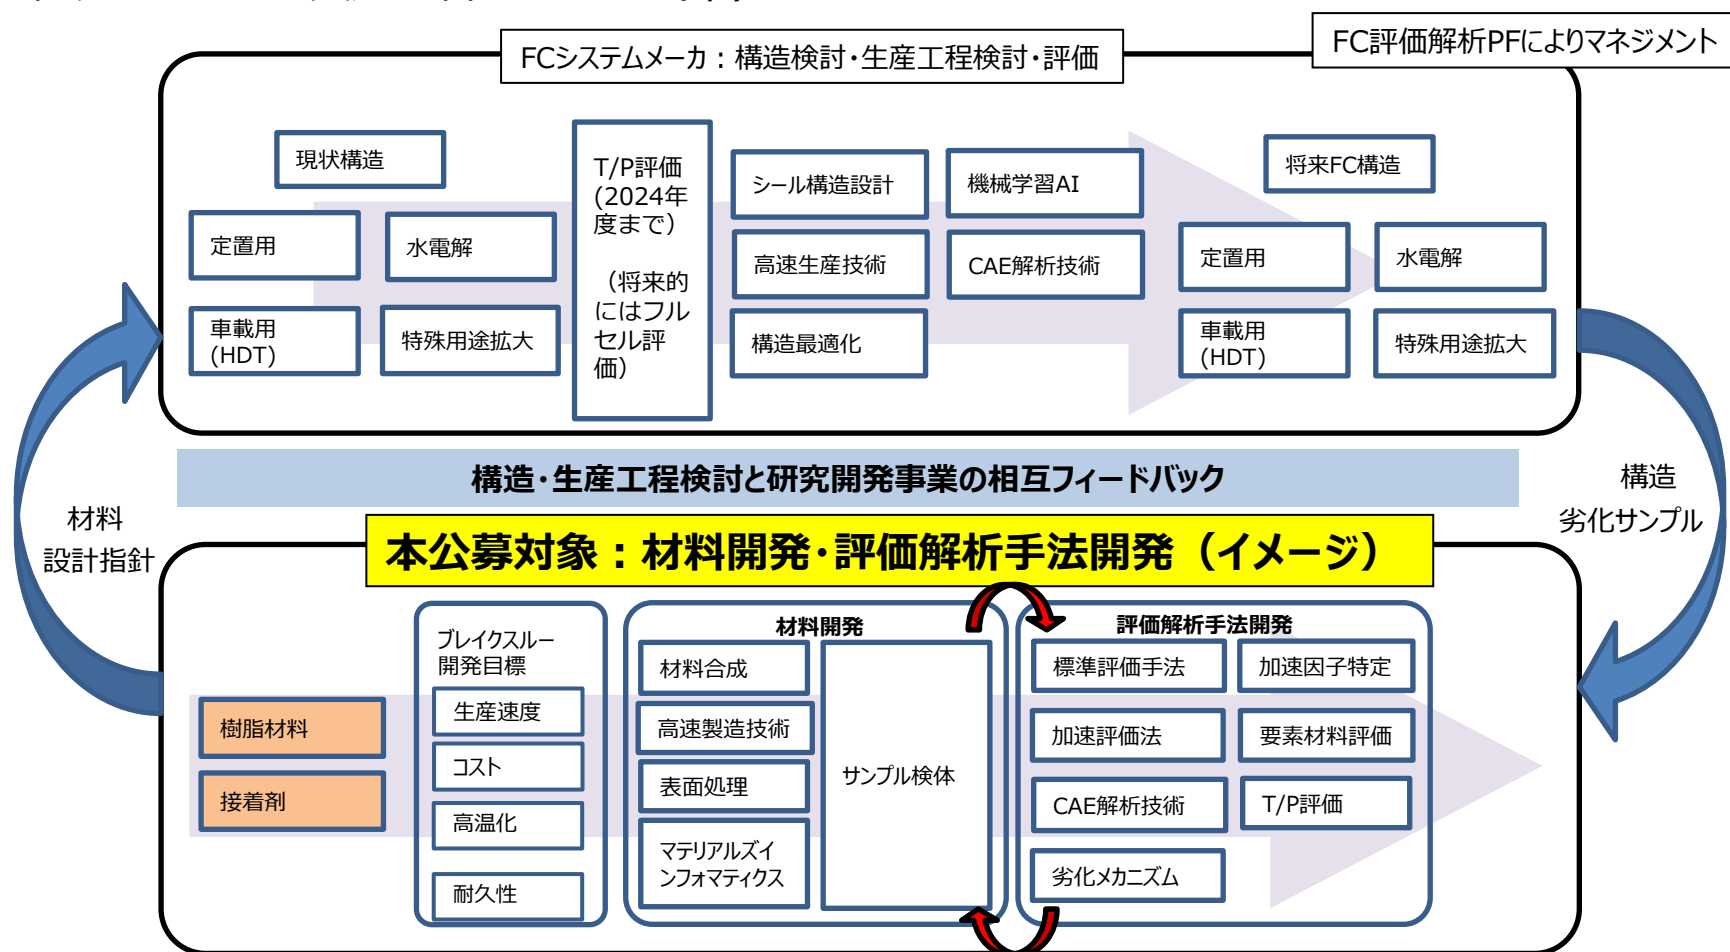 FCシステムメーカ：構造検討・生産工程検討・評価
FC評価解析PFによりマネジメント
現状構造
定置用
水電解
車載用
(HDT)
特殊用途拡大
T/P評価
(2024年
度まで）
（将来的
にはフル
セル評
価）
シール構造設計
機械学習AI
高速生産技術
CAE解析技術
構造最適化
将来FC構造
定置用
水電解
車載用
(HDT)
特殊用途拡大
構造・生産工程検討と研究開発事業の相互フィードバック
材料
設計指針
構造
劣化サンプル
本公募対象：材料開発・評価解析手法開発（イメージ）
樹脂材料
接着剤
ブレイクスルー
開発目標
生産速度
コスト
高温化
耐久性
材料開発
材料合成
高速製造技術
表面処理
マテリアルズイ
ンフォマティクス
サンプル検体
評価解析手法開発
標準評価手法
加速因子特定
加速評価法
要素材料評価
CAE解析技術
T/P評価
劣化メカニズム